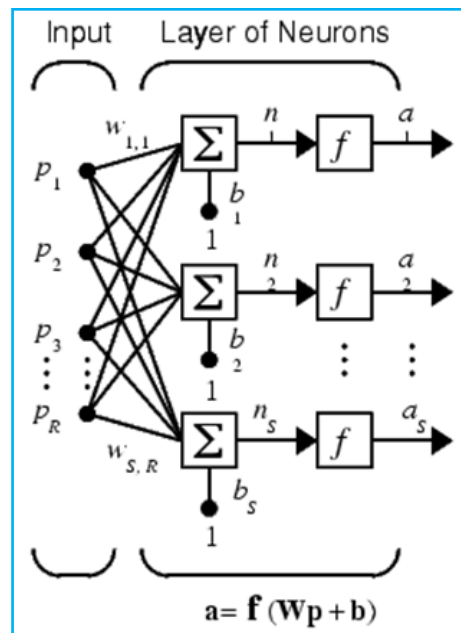 Input Layer of Neurons
w1,1 n1 a1
Σ f
p1 b1
1
p2 n2 a2
Σ f
p3 b2
1
pR nS aS
Σ f
wS,R bS
1
a= f (Wp+b)